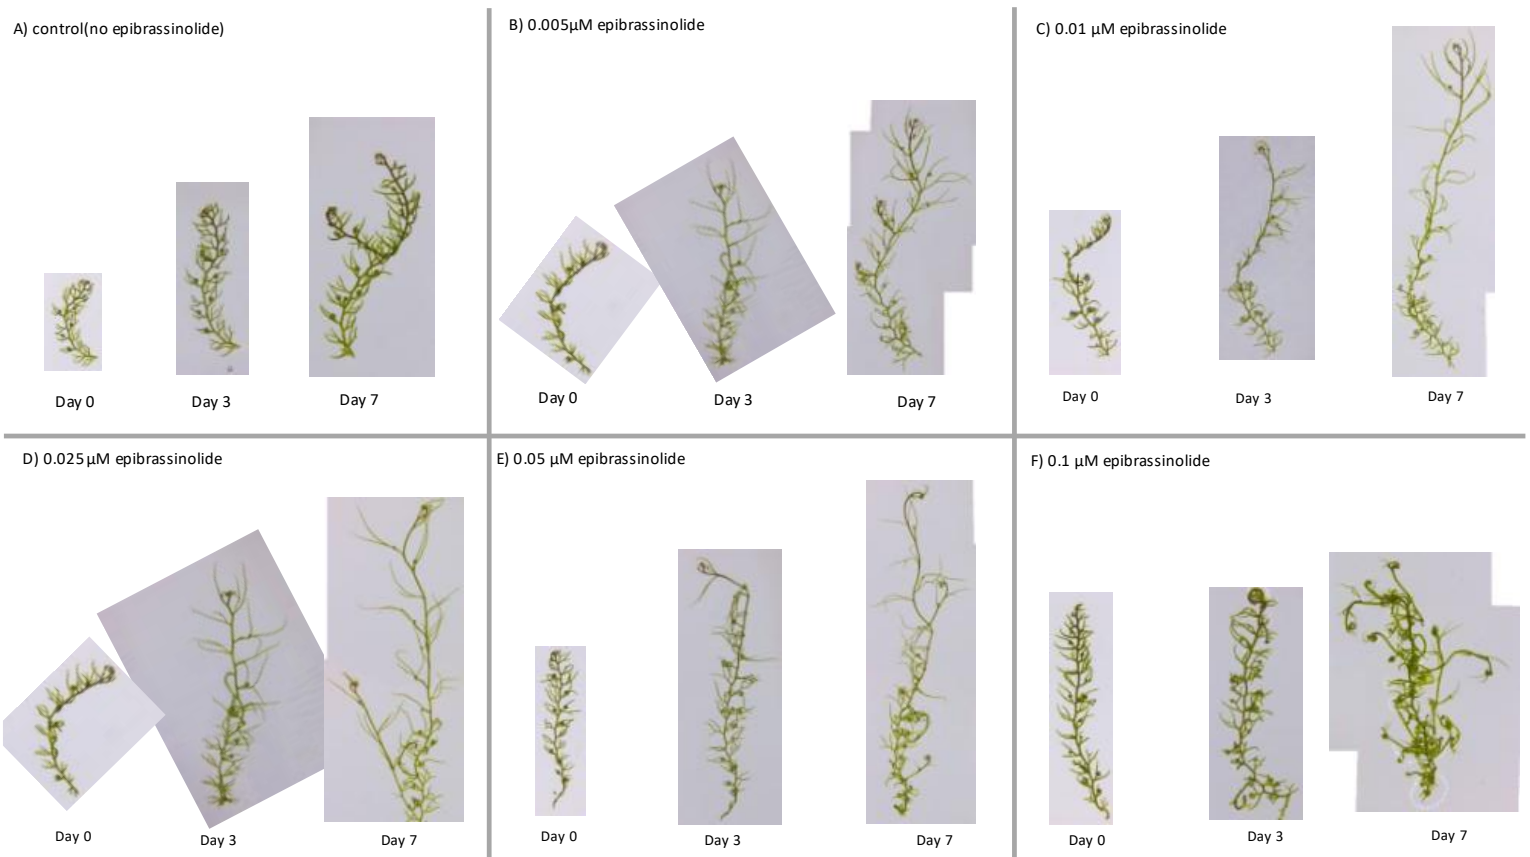 A) control(no epibrassinolide)
Day 0
Day 3
Day 7
B) 0.005µM epibrassinolide
Day 0
Day 3
Day 7
C) 0.01 µM epibrassinolide
Day 0
Day 3
Day 7
D) 0.025 µM epibrassinolide
Day 0
Day 3
Day 7
E) 0.05 µM epibrassinolide
Day 0
Day 3
Day 7
F) 0.1 µM epibrassinolide
Day 0
Day 3
Day 7